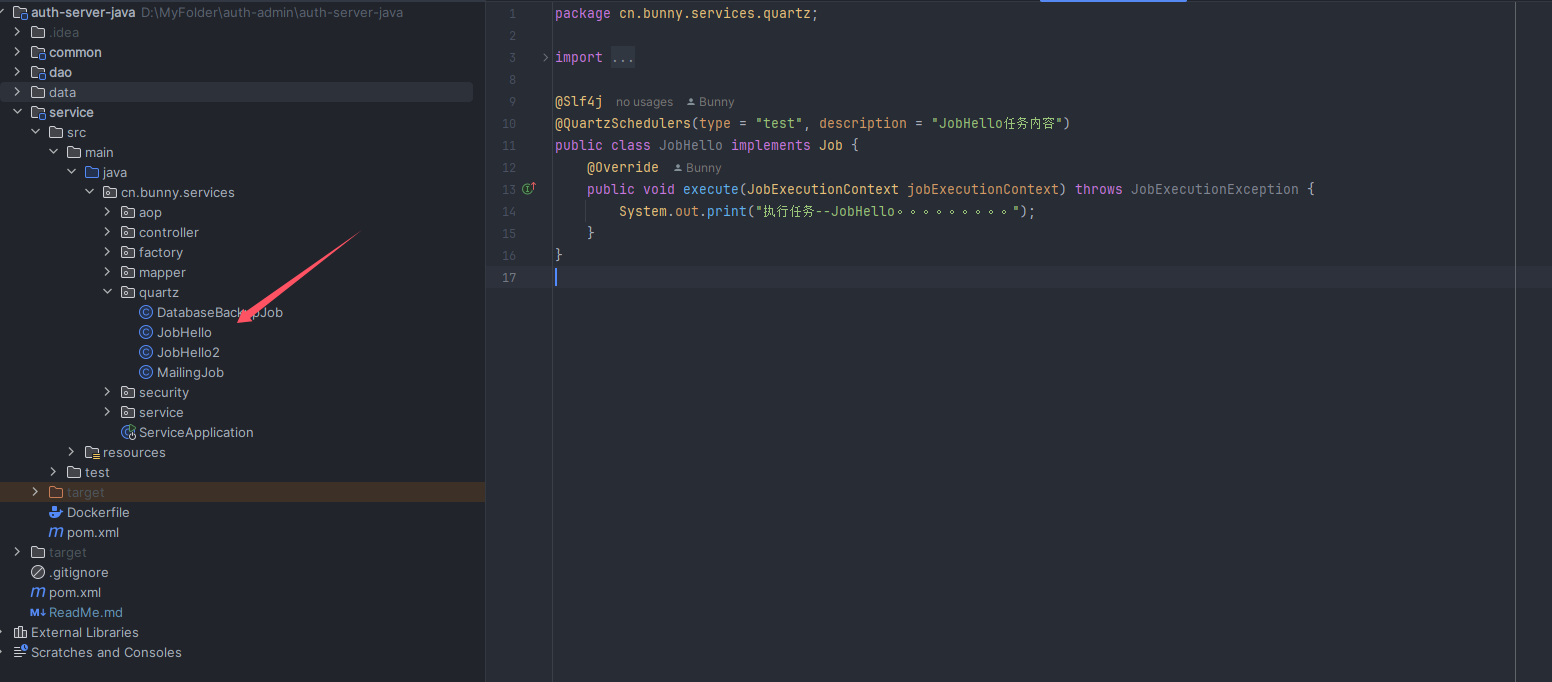 auth-server-java D:\MyFolder\auth-admin\auth-server-java
.idea
common
dao
data
service
src
main
java
cn.bunny.services
aop
controller
factory
mapper
quartz
DatabaseBackupJob
JobHello
JobHello2
MailingJob
security
service
ServiceApplication
resources
test
target
Dockerfile
pom.xml
target
.gitignore
pom.xml
ReadMe.md
External Libraries
Scratches and Consoles
1 package cn.bunny.services.quartz;
2
3 import ...
8
9 @Slf4j no usages Bunny
10 @QuartzSchedulers(type = "test", description = "JobHello任务内容")
11 public class JobHello implements Job {
12 @Override Bunny
13 public void execute(JobExecutionContext jobExecutionContext) throws JobExecutionException {
14 System.out.print("执行任务--JobHello。。。。。。。。。");
15 }
16 }
17